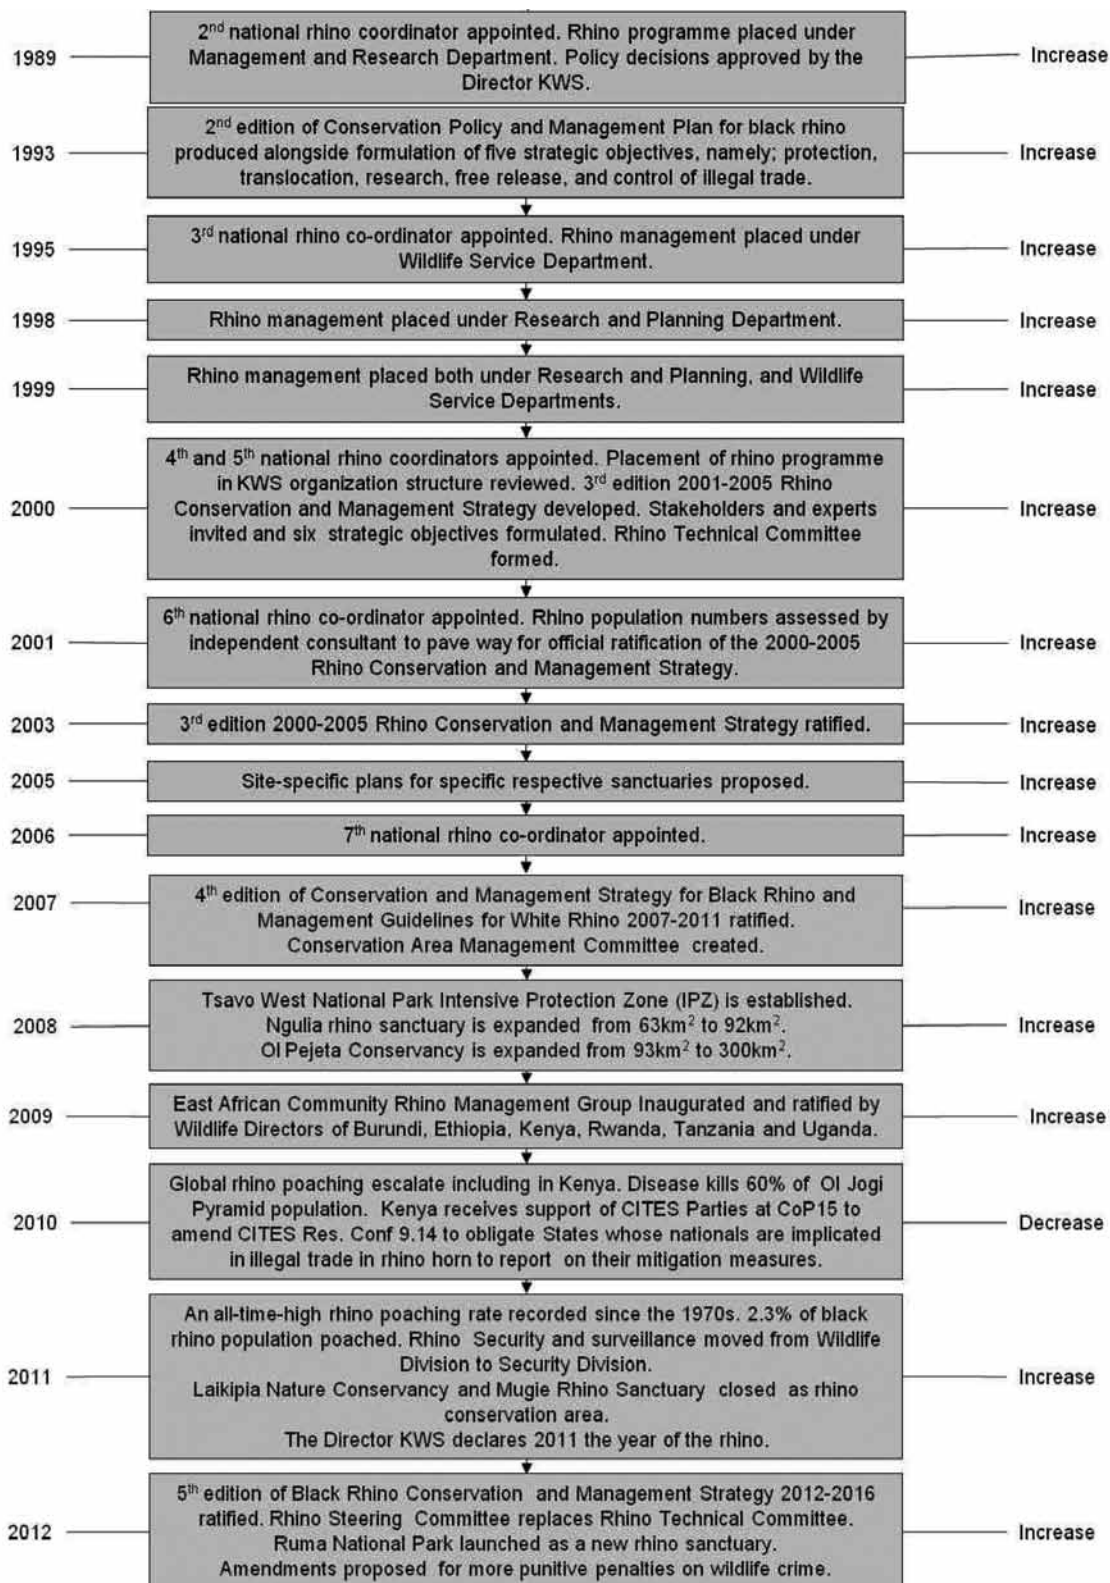 1989
2nd national rhino coordinator appointed. Rhino programme placed under
Management and Research Department. Policy decisions approved by the
Director KWS.
Increase
1993
2nd edition of Conservation Policy and Management Plan for black rhino
produced alongside formulation of five strategic objectives, namely; protection,
translocation, research, free release, and control of illegal trade.
Increase
1995
3rd national rhino co-ordinator appointed. Rhino management placed under
Wildlife Service Department.
Increase
1998
Rhino management placed under Research and Planning Department.
Increase
1999
Rhino management placed both under Research and Planning, and Wildlife
Service Departments.
Increase
2000
4th and 5th national rhino coordinators appointed. Placement of rhino programme
in KWS organization structure reviewed. 3rd edition 2001-2005 Rhino
Conservation and Management Strategy developed. Stakeholders and experts
invited and six strategic objectives formulated. Rhino Technical Committee
formed.
Increase
2001
6th national rhino co-ordinator appointed. Rhino population numbers assessed by
independent consultant to pave way for official ratification of the 2000-2005
Rhino Conservation and Management Strategy.
Increase
2003
3rd edition 2000-2005 Rhino Conservation and Management Strategy ratified.
Increase
2005
Site-specific plans for specific respective sanctuaries proposed.
Increase
2006
7th national rhino co-ordinator appointed.
Increase
2007
4th edition of Conservation and Management Strategy for Black Rhino and
Management Guidelines for White Rhino 2007-2011 ratified.
Conservation Area Management Committee created.
Increase
2008
Tsavo West National Park Intensive Protection Zone (IPZ) is established.
Ngulia rhino sanctuary is expanded from 63km2 to 92km2.
Ol Pejeta Conservancy is expanded from 93km2 to 300km2.
Increase
2009
East African Community Rhino Management Group Inaugurated and ratified by
Wildlife Directors of Burundi, Ethiopia, Kenya, Rwanda, Tanzania and Uganda.
Increase
2010
Global rhino poaching escalate including in Kenya. Disease kills 60% of Ol Jogi
Pyramid population. Kenya receives support of CITES Parties at CoP15 to
amend CITES Res. Conf 9.14 to obligate States whose nationals are implicated
in illegal trade in rhino horn to report on their mitigation measures.
Decrease
2011
An all-time-high rhino poaching rate recorded since the 1970s. 2.3% of black
rhino population poached. Rhino Security and surveillance moved from Wildlife
Division to Security Division.
Laikipia Nature Conservancy and Mugie Rhino Sanctuary closed as rhino
conservation area.
The Director KWS declares 2011 the year of the rhino.
Increase
2012
5th edition of Black Rhino Conservation and Management Strategy 2012-2016
ratified. Rhino Steering Committee replaces Rhino Technical Committee.
Ruma National Park launched as a new rhino sanctuary.
Amendments proposed for more punitive penalties on wildlife crime.
Increase